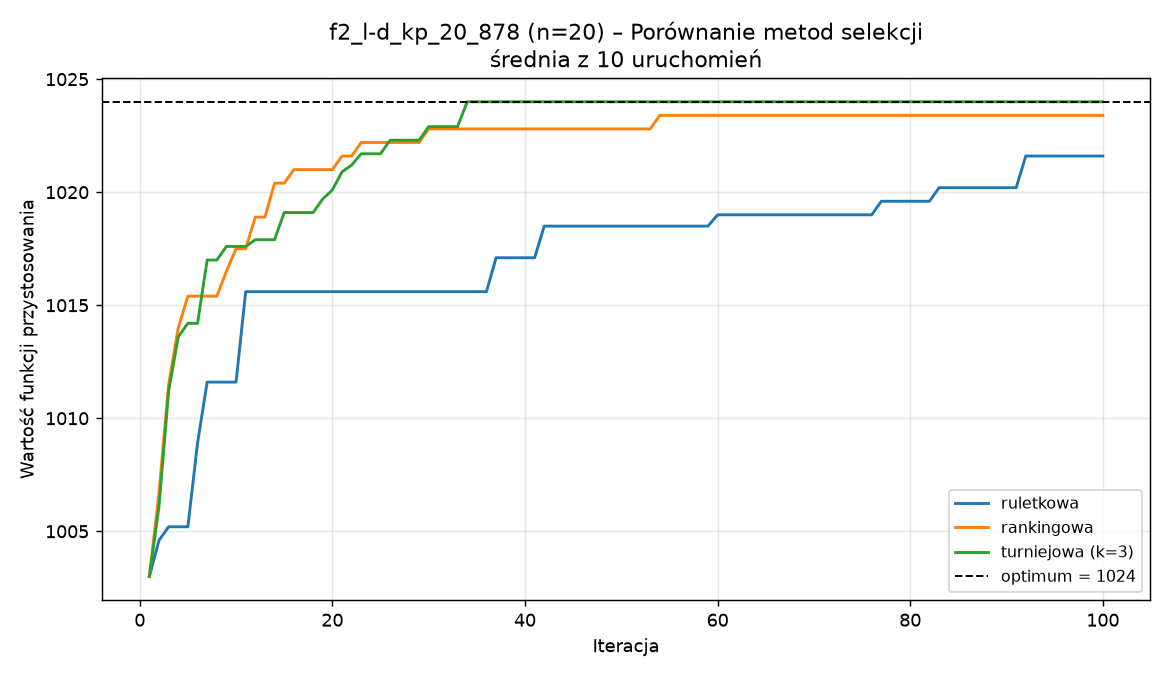 f2_l-d_kp_20_878 (n=20) – Porównanie metod selekcji
średnia z 10 uruchomień
Wartość funkcji przystosowania
1025
1020
1015
1010
1005
0
20
40
60
80
100
Iteracja
ruletkowa
rankingowa
turniejowa (k=3)
optimum = 1024